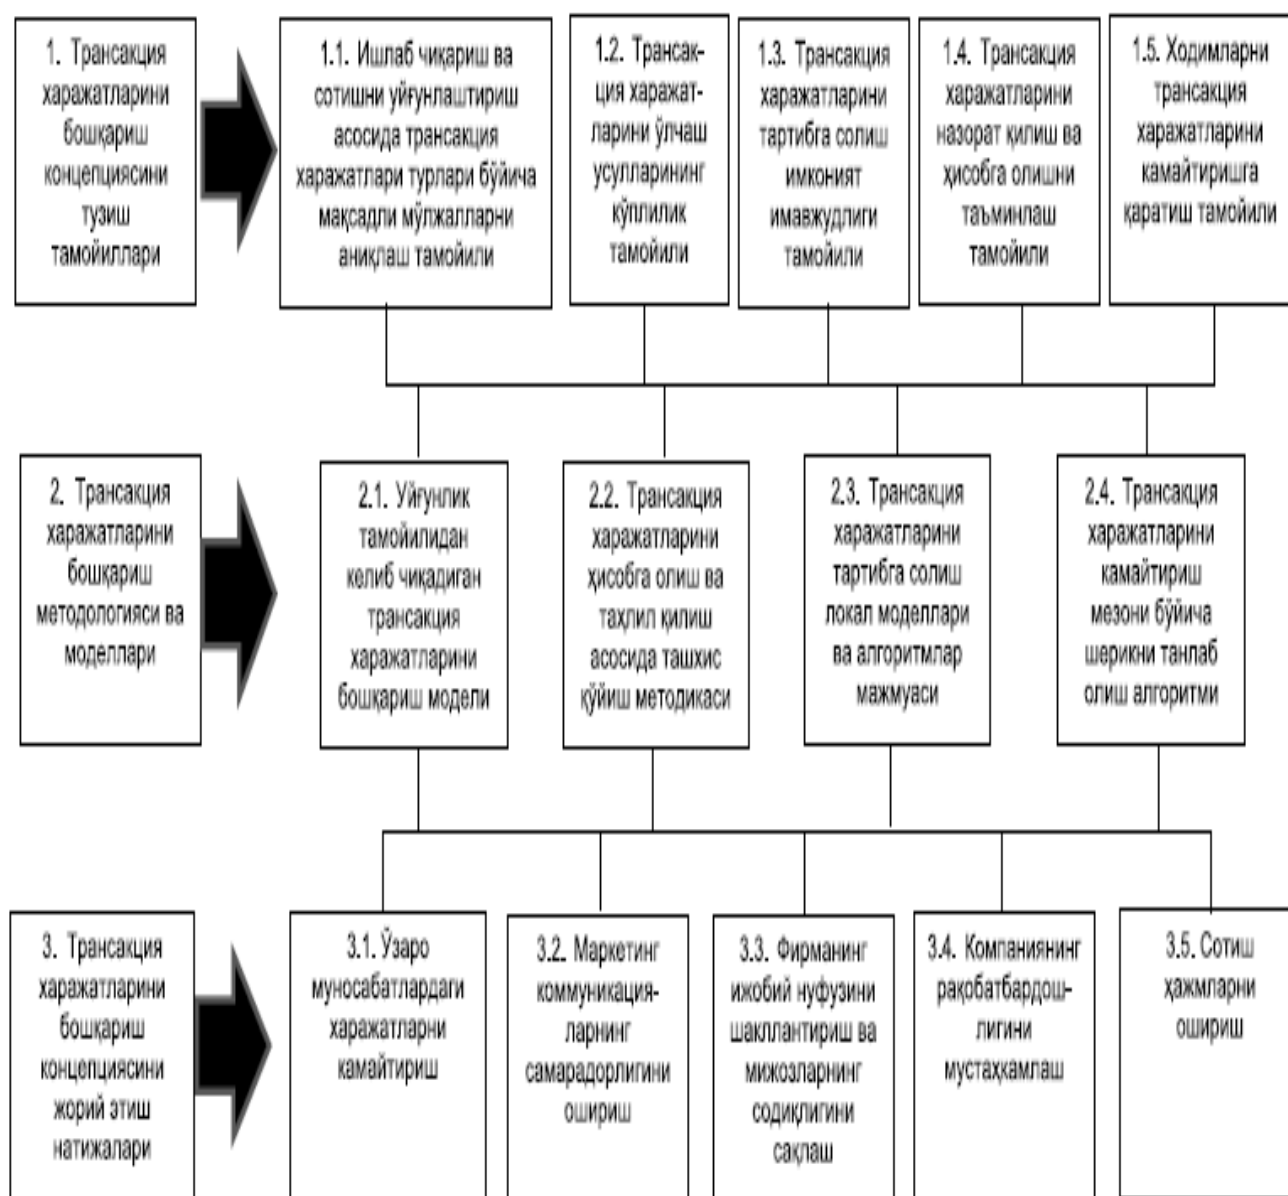 1. Трансакция
харажатларини
бошқариш
концепциясини
тузиш
тамойиллари
1.1. Ишлаб чиқариш ва
сотишни уйғунлаштириш
асосида трансакция
харажатлари турлари бўйича
мақсадли мўлжалларни
аниқлаш тамойили
1.2. Трансак-
ция харажат-
ларини ўлчаш
усулларининг
кўплилик
тамойили
1.3. Трансакция
харажатларини
тартибга солиш
имконият
имавжудлиги
тамойили
1.4. Трансакция
харажатларини
назорат қилиш ва
ҳисобга олишни
таъминлаш
тамойили
1.5. Ходимларни
трансакция
харажатларини
камайтиришга
қаратиш тамойили
2. Трансакция
харажатларини
бошқариш
методологияси ва
моделлари
2.1. Уйғунлик
тамойилидан
келиб чиқадиган
трансакция
харажатларини
бошқариш модели
2.2. Трансакция
харажатларини
ҳисобга олиш ва
таҳлил қилиш
асосида ташхис
қўйиш методикаси
2.3. Трансакция
харажатларини
тартибга солиш
локал моделлари
ва алгоритмлар
мажмуаси
2.4. Трансакция
харажатларини
камайтириш
мезони бўйича
шерикни танлаб
олиш алгоритми
3. Трансакция
харажатларини
бошқариш
концепциясини
жорий этиш
натижалари
3.1. Ўзаро
муносабатлардаги
харажатларни
камайтириш
3.2. Маркетинг
коммуникация-
ларнинг
самарадорлигини
ошириш
3.3. Фирманинг
ижобий нуфузини
шакллантириш ва
мижозларнинг
содиқлигини
сақлаш
3.4. Компаниянинг
рақобатбардош-
лигини
мустаҳкамлаш
3.5. Сотиш
ҳажмларни
ошириш